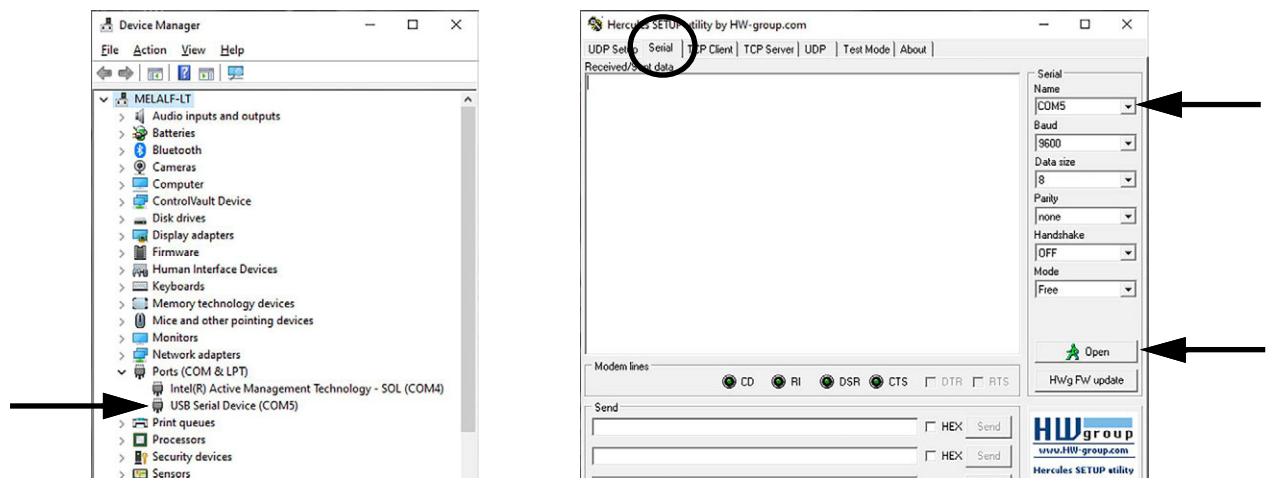 Device Manager
File Action View Help
MELALF-LT
Audio inputs and outputs
Batteries
Bluetooth
Cameras
Computer
ControlVault Device
Disk drives
Display adapters
Firmware
Human Interface Devices
Keyboards
Memory technology devices
Mice and other pointing devices
Monitors
Network adapters
Ports (COM & LPT)
Intel(R) Active Management Technology - SOL (COM4)
USB Serial Device (COM5)
Print queues
Processors
Security devices
Sensors
Hercules SETUP utility by HW-group.com
UDP Setup Serial TCP Client TCP Server UDP Test Mode About
Received/Sent data
Serial
Name
COM5
Baud
9600
Data size
8
Parity
none
Handshake
OFF
Mode
Free
Open
HWg FW update
Modem lines
CD RI DSR CTS DTR RTS
Send
HEX Send
HEX Send
HWgroup
www.HW-group.com
Hercules SETUP utility